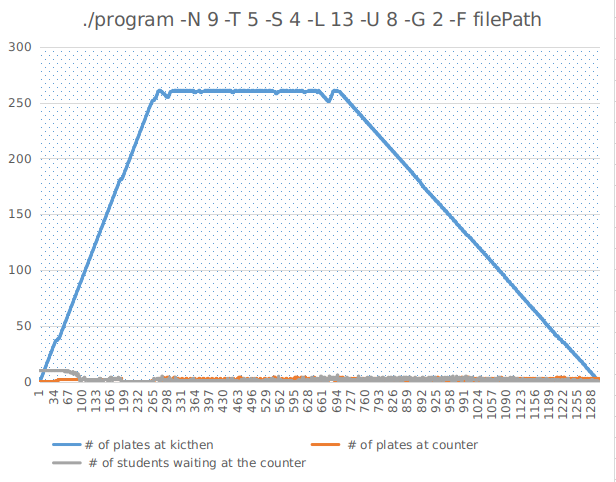 ./program -N 9 -T 5 -S 4 -L 13 -U 8 -G 2 -F filePath
300
250
200
150
100
50
0
1 34 67 100 133 166 199 232 265 298 331 364 397 430 463 496 529 562 595 628 661 694 727 760 793 826 859 892 925 958 991 1024 1057 1090 1123 1156 1189 1222 1255 1288
# of plates at kicthen # of plates at counter
# of students waiting at the counter